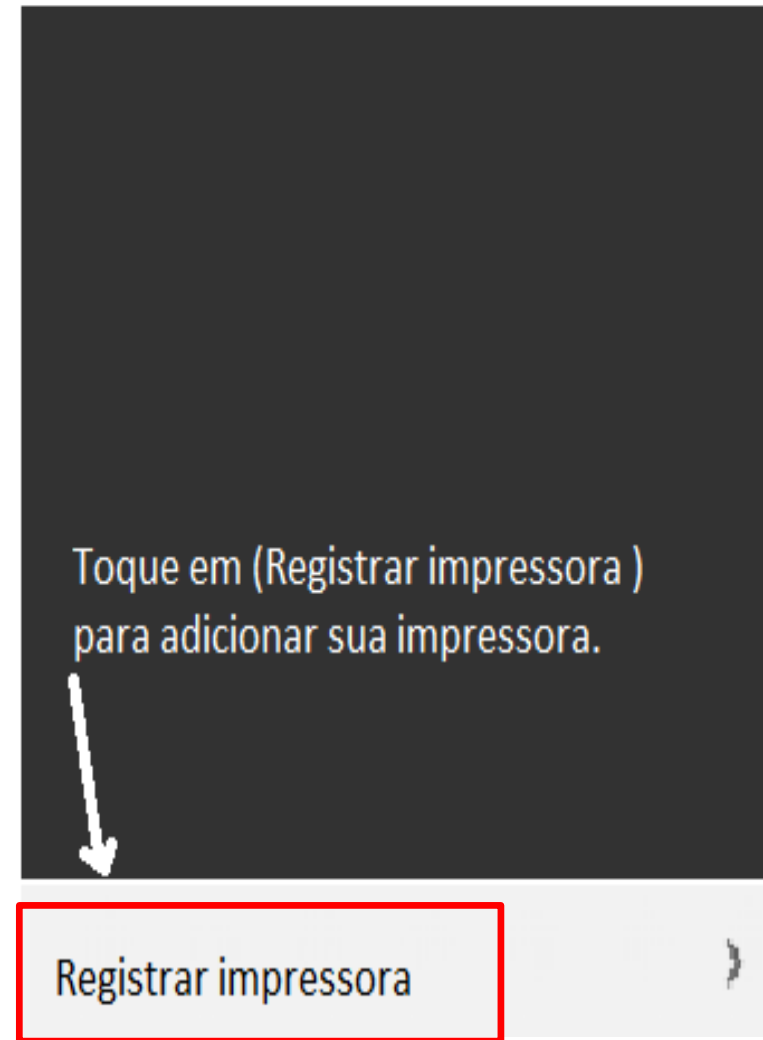 Toque em (Registrar impressora )
para adicionar sua impressora.
Registrar impressora